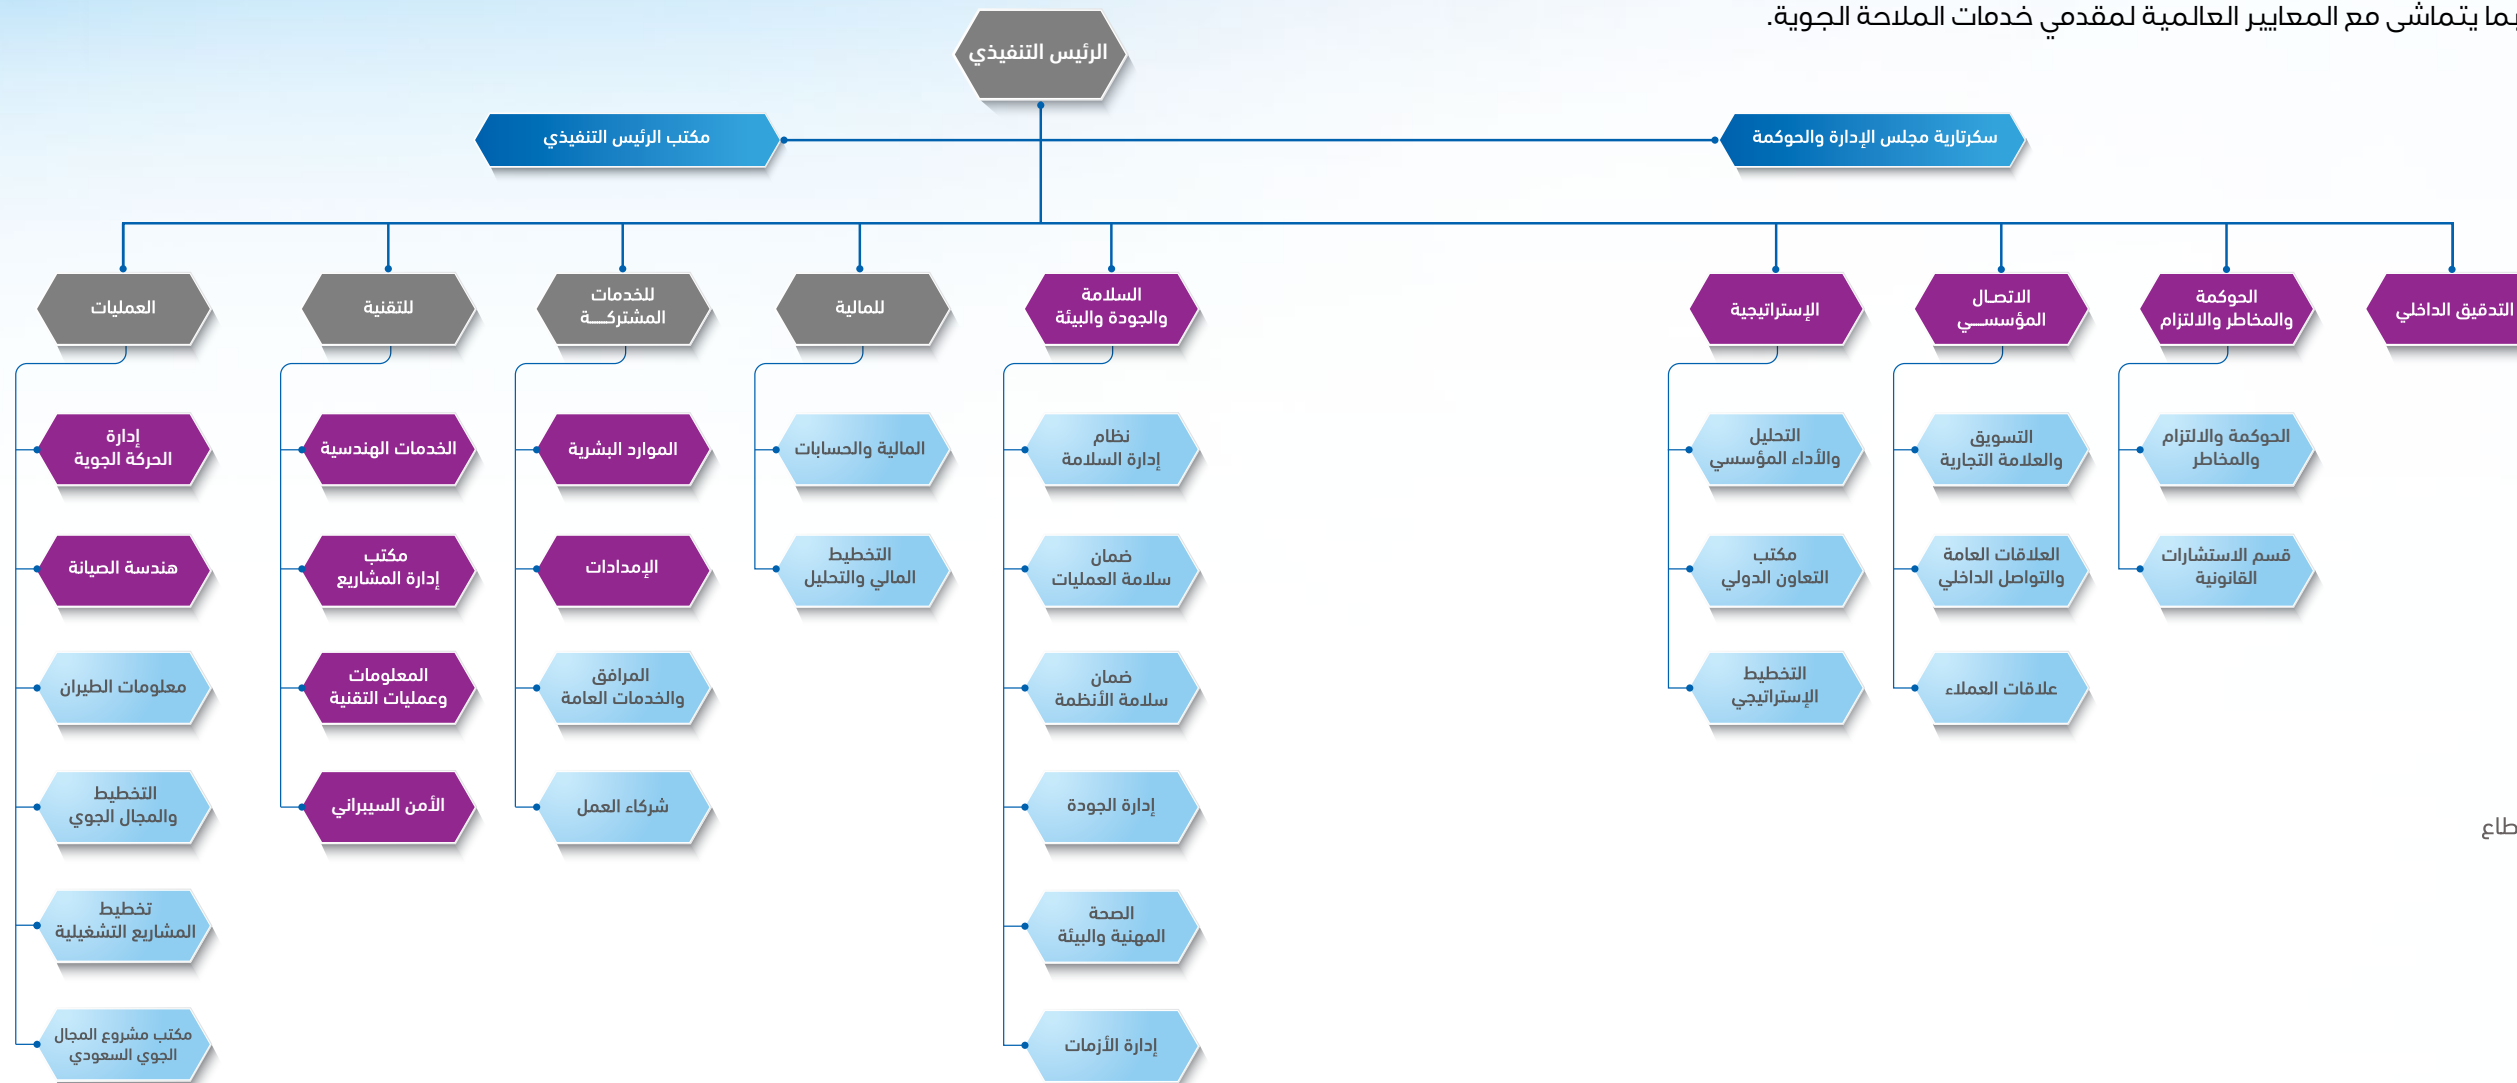 بما يتماشى مع المعايير العالمية لمقدمي خدمات الملاحة الجوية.
الرئيس التنفيذي
سكرتارية مجلس الإدارة والحوكمة
مكتب الرئيس التنفيذي
التدقيق الداخلي
الحوكمة
والمخاطر والالتزام
الاتصال
المؤسسي
الإستراتيجية
السلامة
والجودة والبيئة
للمالية
للخدمات
المشتركة
للتقنية
العمليات
الحوكمة والالتزام
والمخاطر
قسم الاستشارات
القانونية
التسويق
والعلامة التجارية
العلاقات العامة
والتواصل الداخلي
علاقات العملاء
التحليل
والأداء المؤسسي
مكتب
التعاون الدولي
التخطيط
الإستراتيجي
نظام
إدارة السلامة
ضمان
سلامة العمليات
ضمان
سلامة الأنظمة
إدارة الجودة
الصحة
المهنية والبيئة
إدارة الأزمات
المالية والحسابات
التخطيط
المالي والتحليل
الموارد البشرية
الإمدادات
المرافق
والخدمات العامة
شركاء العمل
الخدمات الهندسية
مكتب
إدارة المشاريع
المعلومات
وعمليات التقنية
الأمن السيبراني
إدارة
الحركة الجوية
هندسة الصيانة
معلومات الطيران
التخطيط
والمجال الجوي
تخطيط
المشاريع التشغيلية
مكتب مشروع المجال
الجوي السعودي